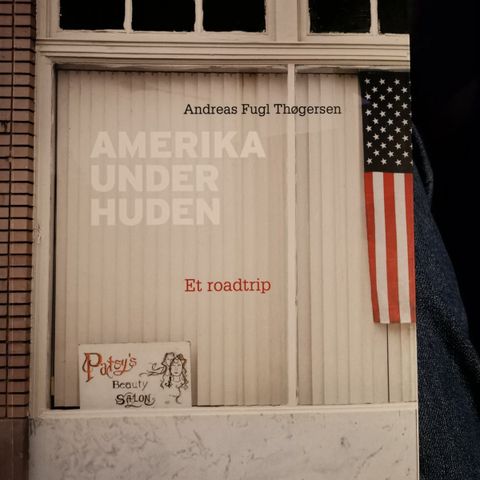 Andreas Fugl Thøgersen
AMERIKA
UNDER
HUDEN
Et roadtrip
Patsy's
Beauty
SALON